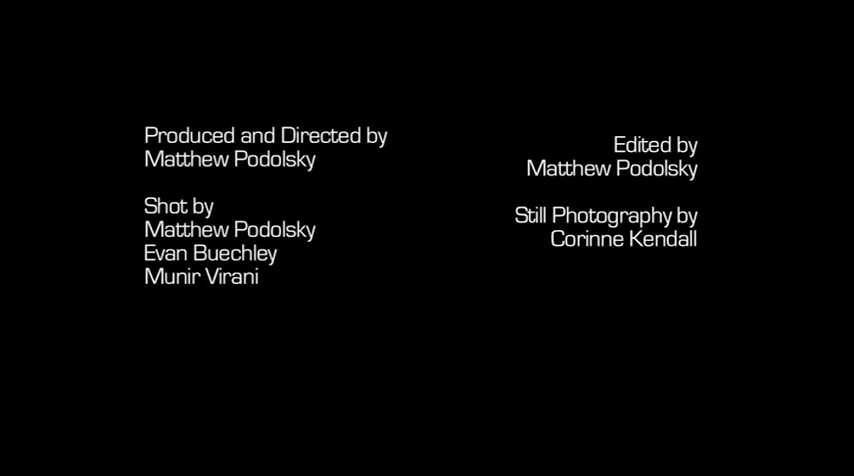 Produced and Directed by
Matthew Podolsky
Shot by
Matthew Podolsky
Evan Buechley
Munir Virani
Edited by
Matthew Podolsky
Still Photography by
Corinne Kendall